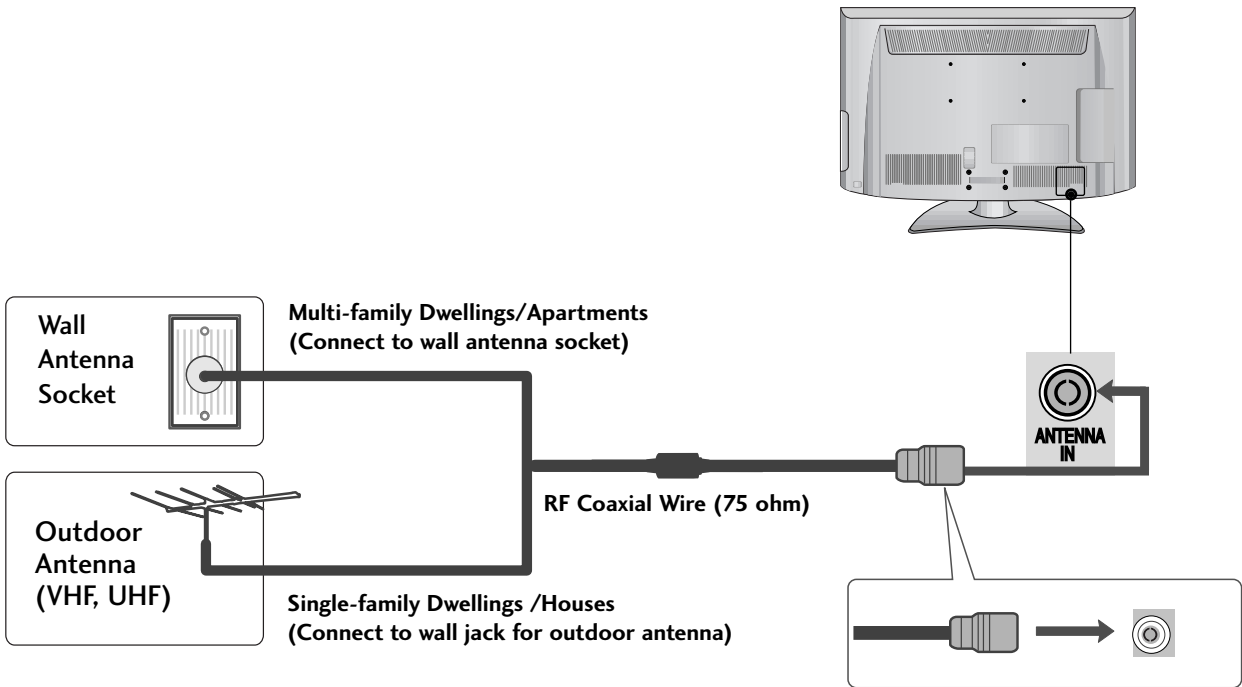 Wall
Antenna
Socket
Multi-family Dwellings/Apartments
(Connect to wall antenna socket)
ANTENNA
IN
RF Coaxial Wire (75 ohm)
Outdoor
Antenna
(VHF, UHF)
Single-family Dwellings /Houses
(Connect to wall jack for outdoor antenna)